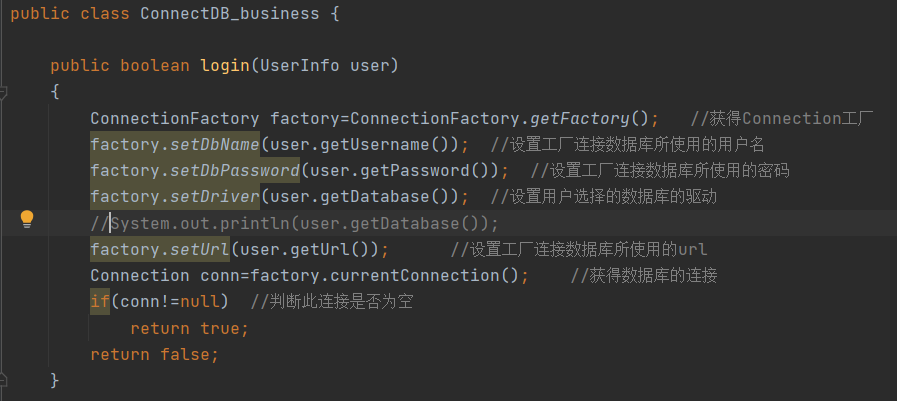 public class ConnectDB_business {
public boolean login(UserInfo user)
{
ConnectionFactory factory=ConnectionFactory.getFactory();   //获得Connection工厂
factory.setDbName(user.getUsername());  //设置工厂连接数据库所使用的用户名
factory.setDbPassword(user.getPassword());  //设置工厂连接数据库所使用的密码
factory.setDriver(user.getDatabase());  //设置用户选择的数据库的驱动
//System.out.println(user.getDatabase());
factory.setUrl(user.getUrl());      //设置工厂连接数据库所使用的url
Connection conn=factory.currentConnection();    //获得数据库的连接
if(conn!=null)  //判断此连接是否为空
return true;
return false;
}